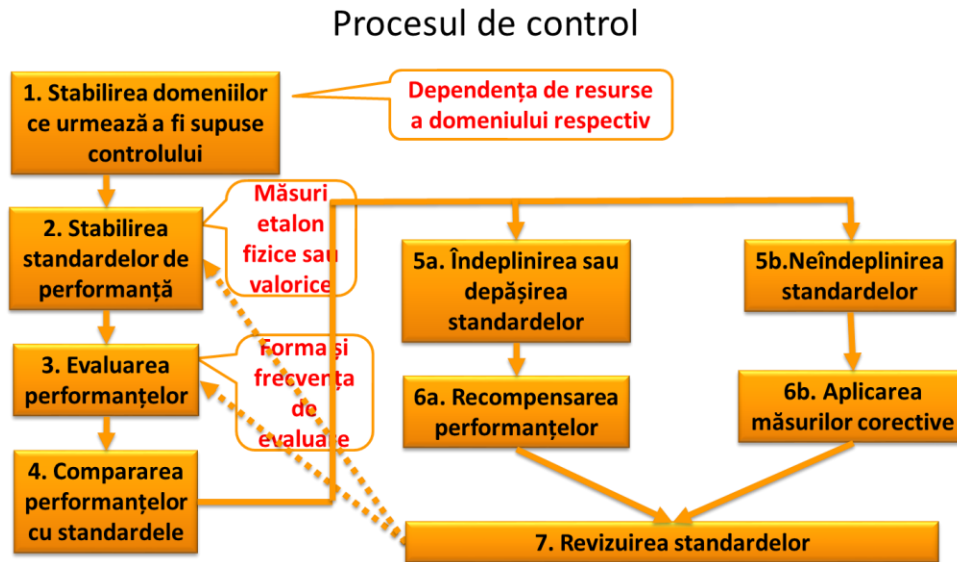 Procesul de control
1. Stabilirea domeniilor
ce urmează a fi supuse
controlului
Dependența de resurse
a domeniului respectiv
2. Stabilirea
standardelor de
performanță
Măsuri
etalon
fizice sau
valorice
3. Evaluarea
performanțelor
Forma și
frecvența
de
evaluare
4. Compararea
performanțelor
cu standardele
5a. Îndeplinirea sau
depășirea
standardelor
6a. Recompensarea
performanțelor
5b.Neîndeplinirea
standardelor
6b. Aplicarea
măsurilor corective
7. Revizuirea standardelor